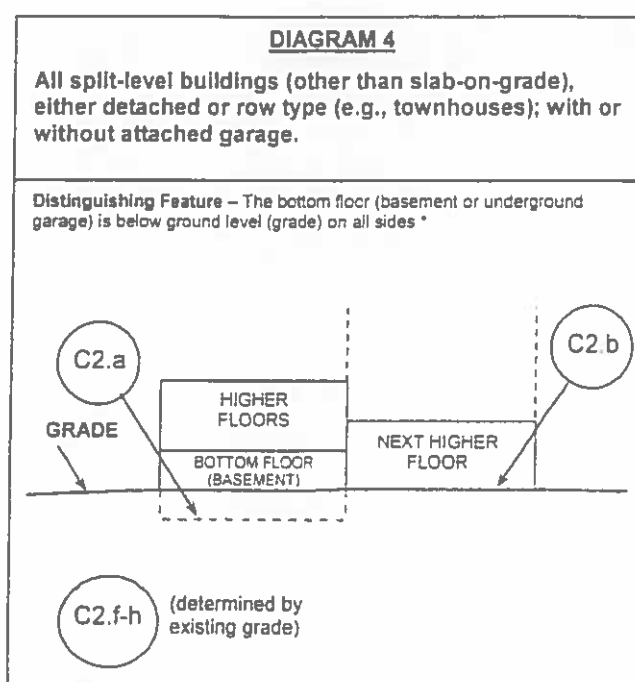 DIAGRAM 4
All split-level buildings (other than slab-on-grade),
either detached or row type (e.g., townhouses); with or
without attached garage.
Distinguishing Feature – The bottom floor (basement or underground
garage) is below ground level (grade) on all sides *
C2.a
C2.b
HIGHER
FLOORS
GRADE
NEXT HIGHER
FLOOR
BOTTOM FLOOR
(BASEMENT)
C2.f-h
(determined by
existing grade)